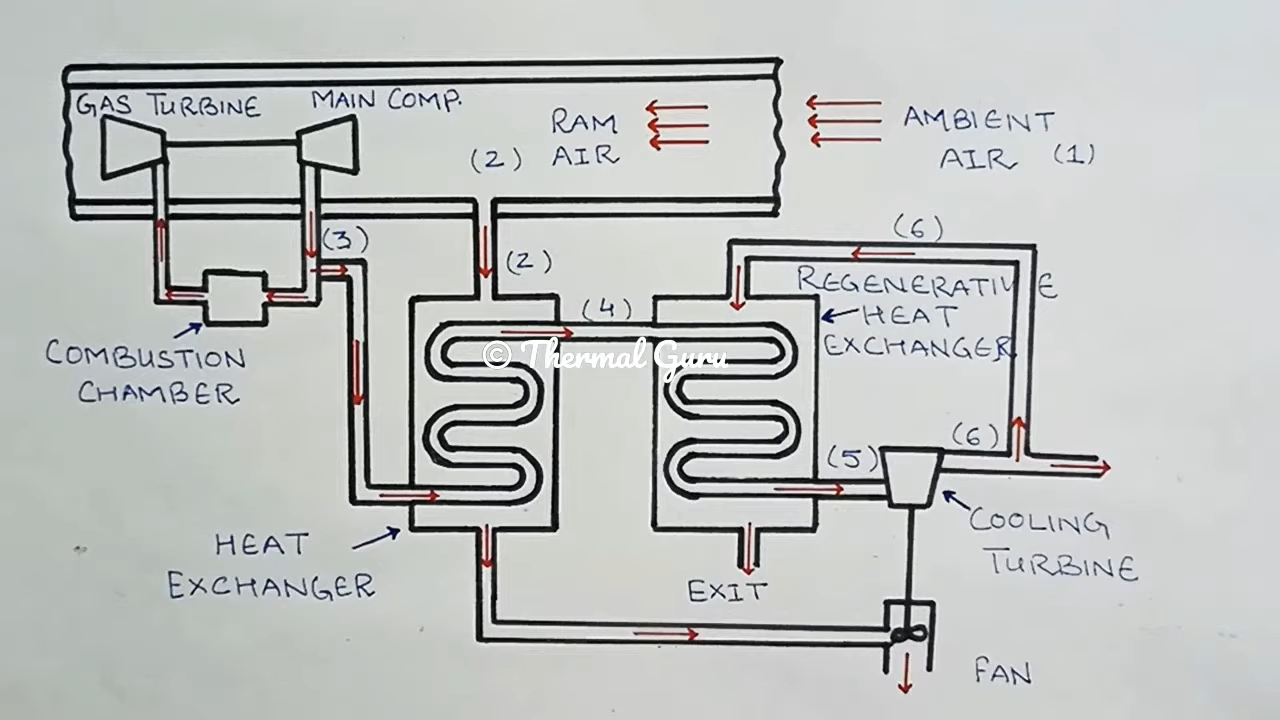 GAS TURBINE
MAIN COMP.
(2)
RAM
AIR
AMBIENT
AIR (1)
(3)
(2)
(6)
(4)
REGENERATIVE
HEAT
EXCHANGER
© Thermal Guru
COMBUSTION
CHAMBER
(5)
(6)
HEAT
EXCHANGER
COOLING
TURBINE
EXIT
FAN